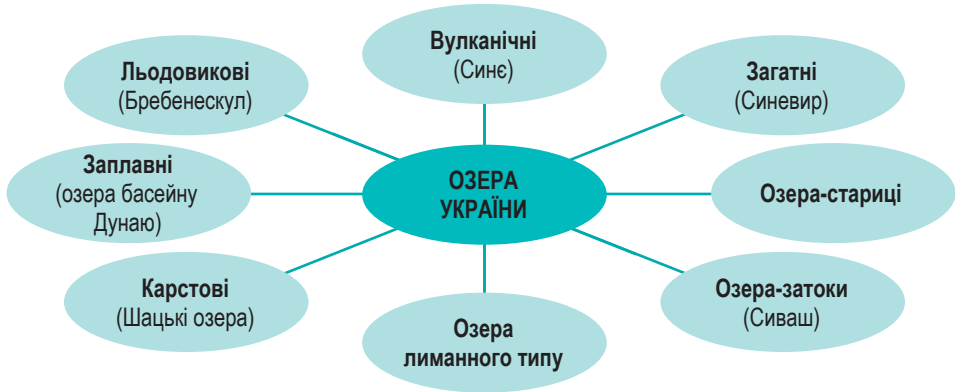 Вулканічні
(Синє)
Льодовикові
(Бребенескул)
Загатні
(Синевир)
Заплавні
(озера басейну
Дунаю)
ОЗЕРА
УКРАЇНИ
Озера-стариці
Карстові
(Шацькі озера)
Озера-затоки
(Сиваш)
Озера
лиманного типу